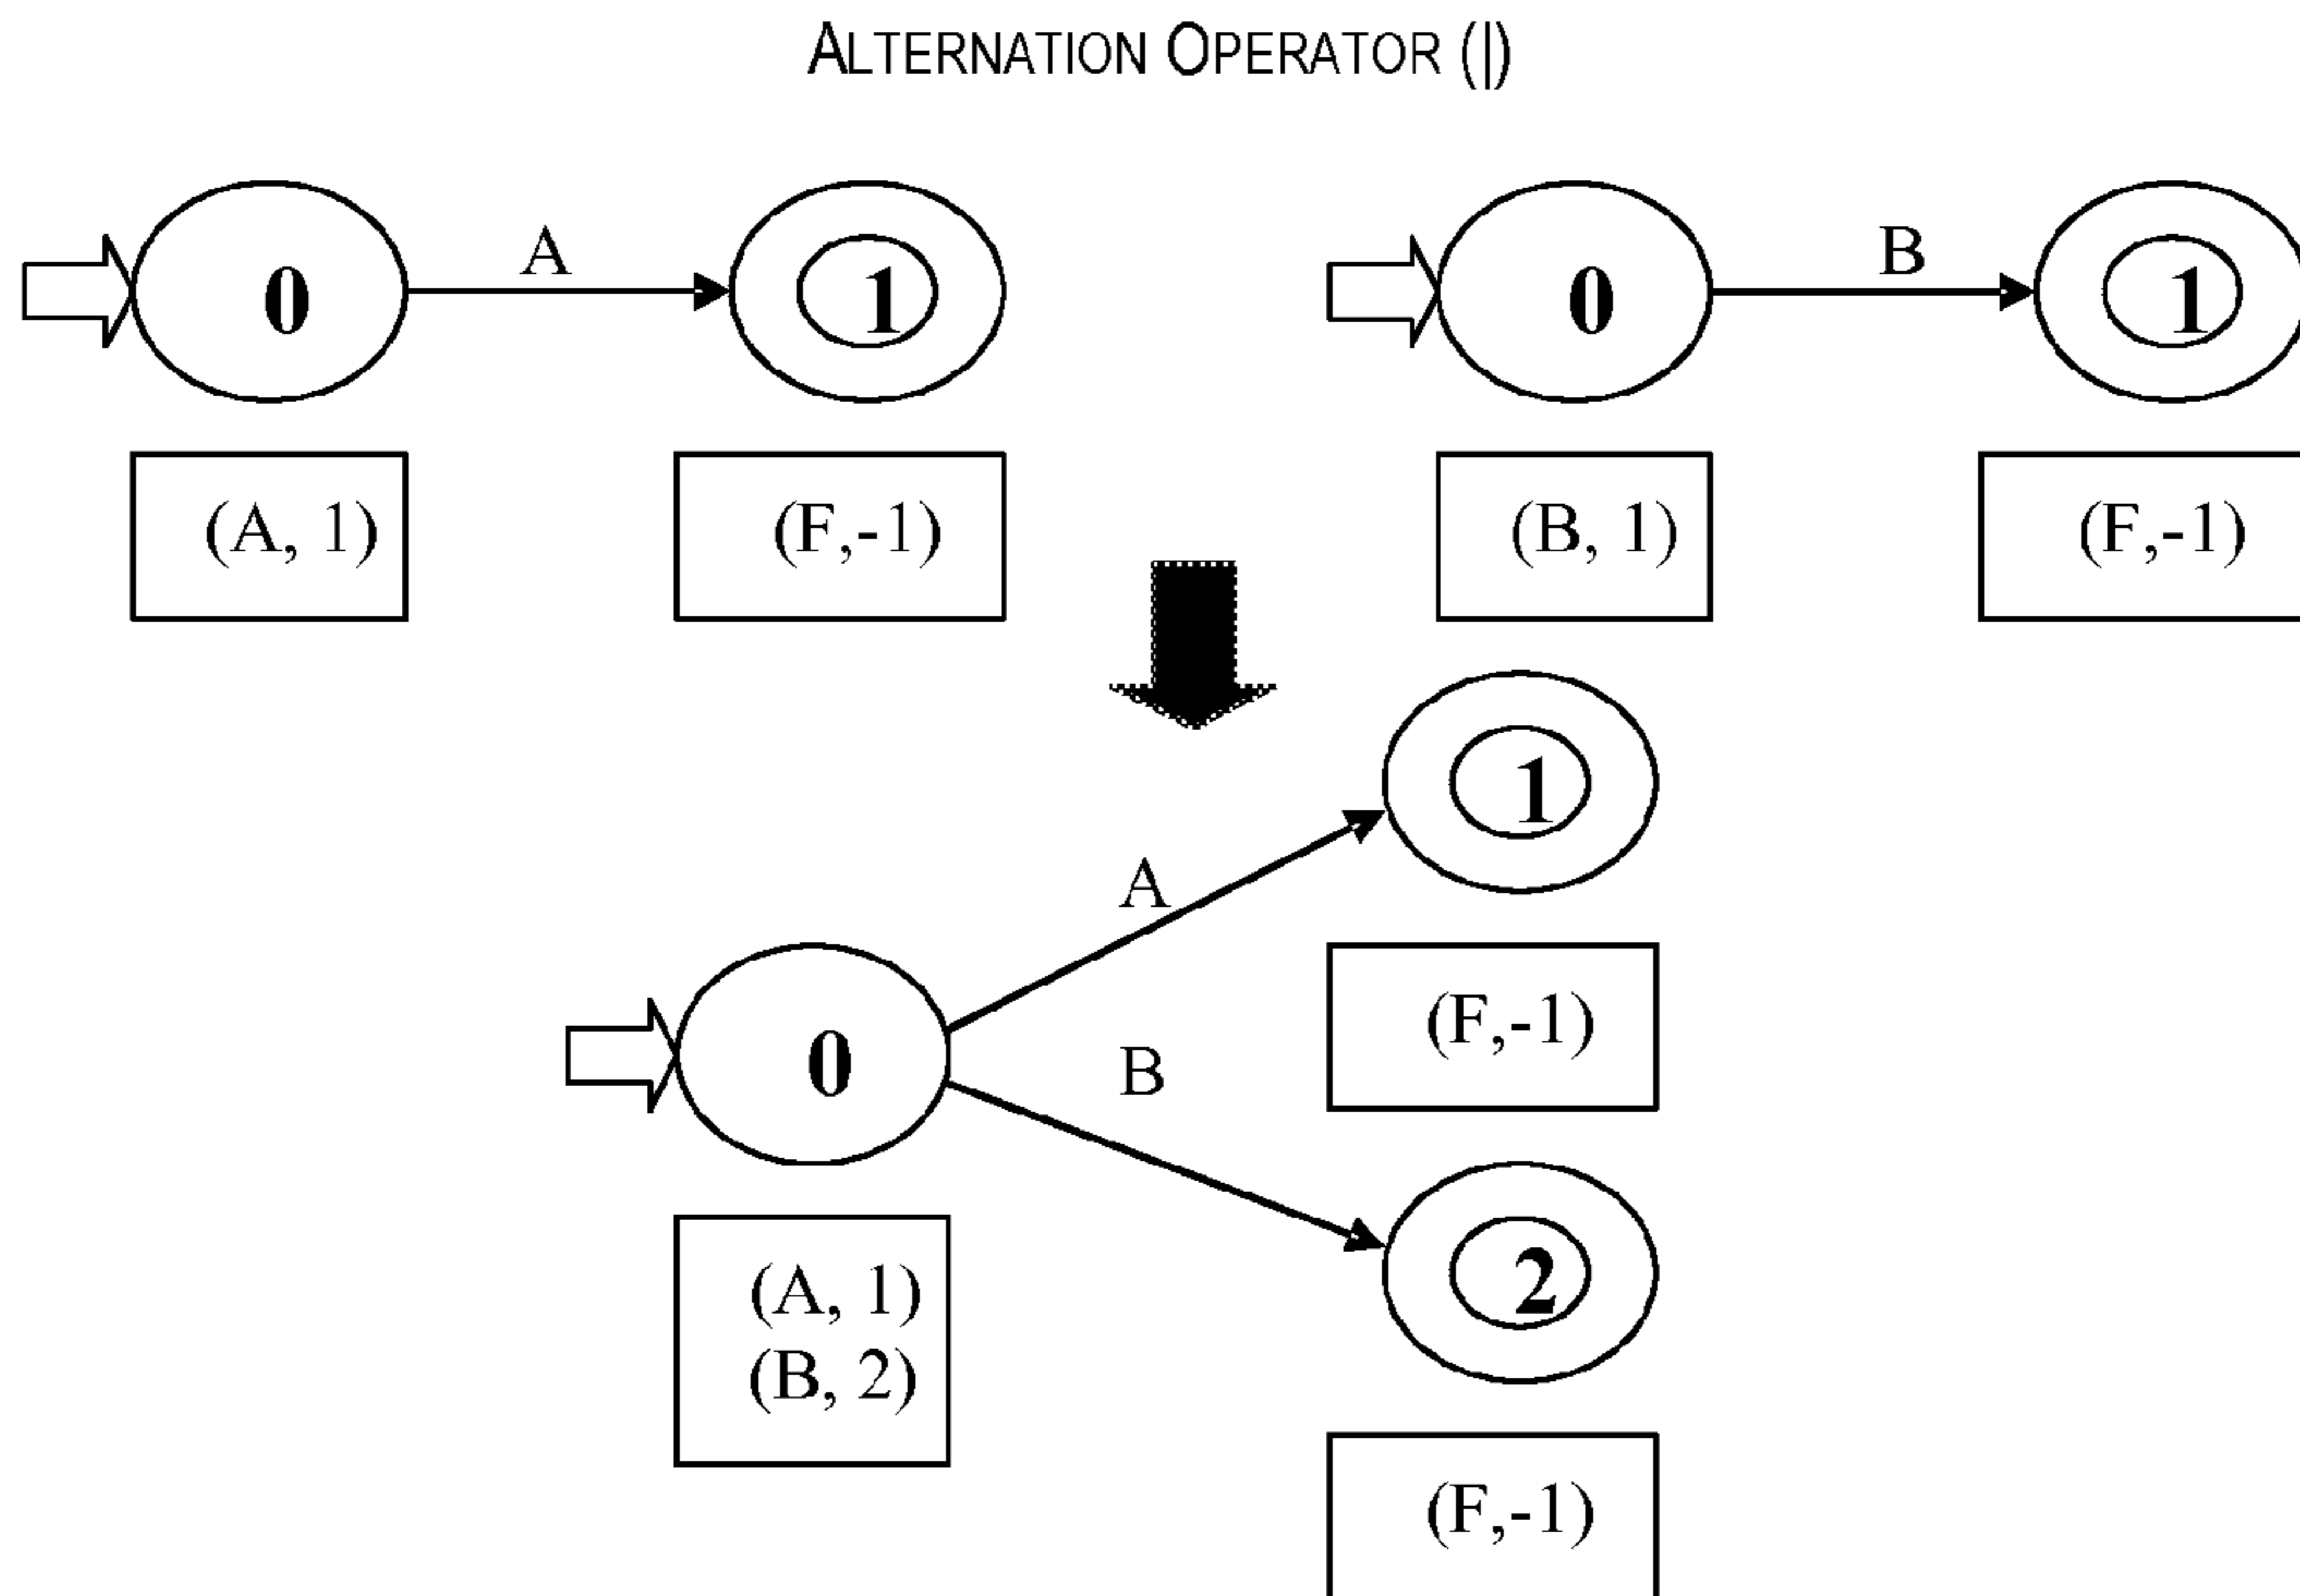 ALTERNATION OPERATOR (|)
A
B
0
1
0
1
(A, 1)
(F,-1)
(B, 1)
(F,-1)
1
A
0
(F,-1)
B
2
(A, 1)
(B, 2)
(F,-1)